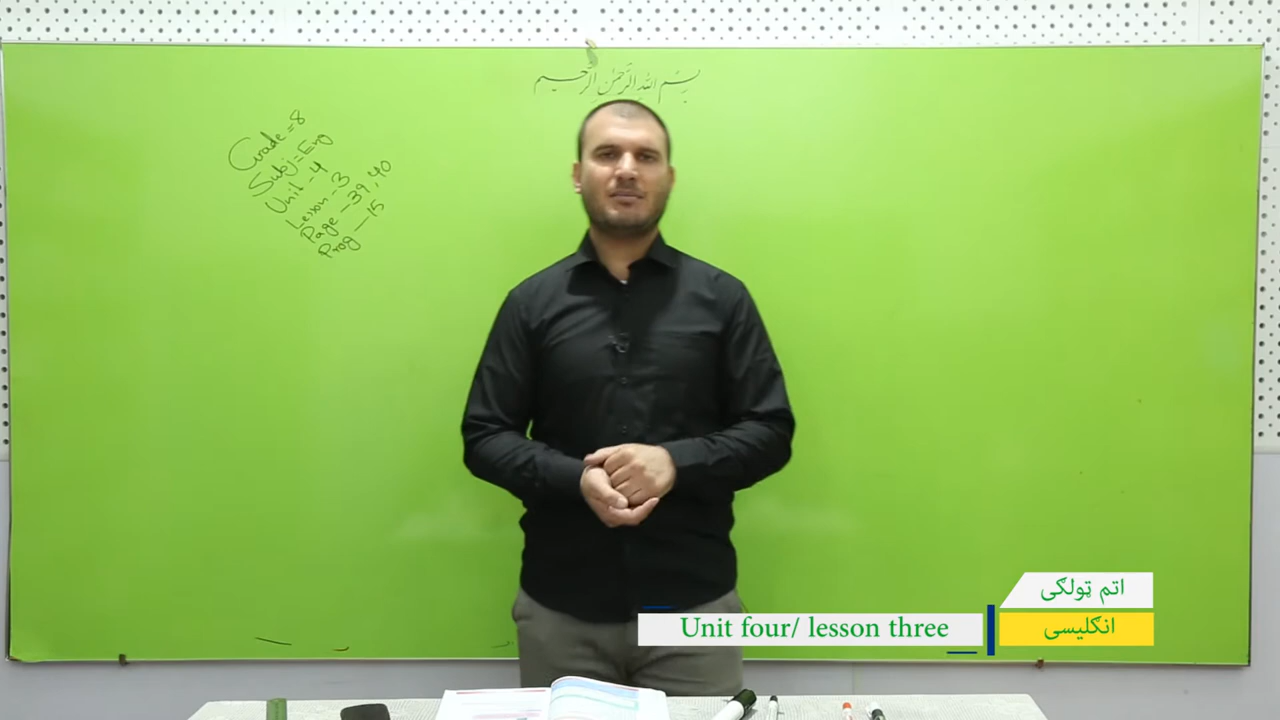 بسم الله الرحمن الرحیم
Grade = 8
Subj = Eng
Unit - 4
Lesson - 3
Page - 39, 40
Prog - 15
اتم ټولګی
Unit four/ lesson three
انګلیسی